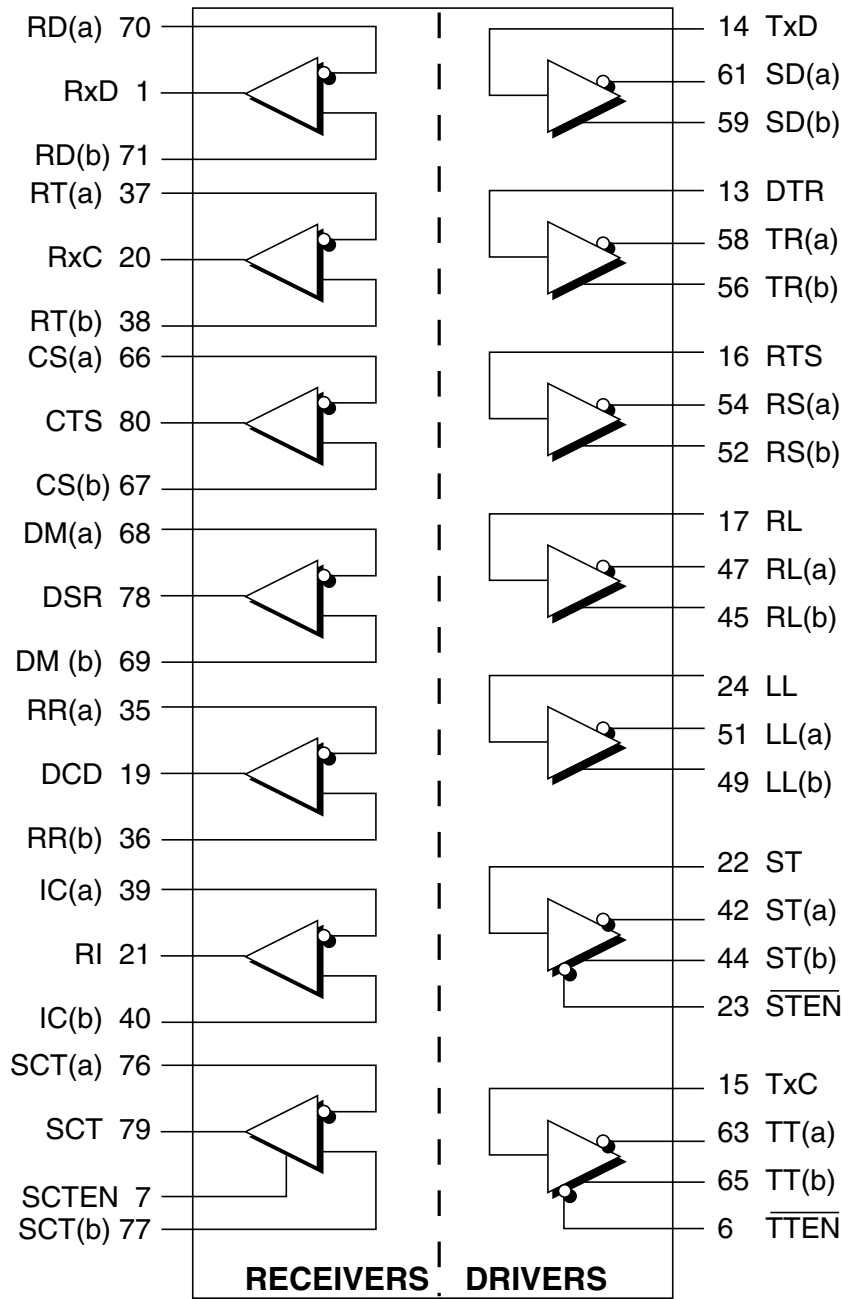 RD(a) 70
RxD 1
RD(b) 71
RT(a) 37
RxC 20
RT(b) 38
CS(a) 66
CTS 80
CS(b) 67
DM(a) 68
DSR 78
DM (b) 69
RR(a) 35
DCD 19
RR(b) 36
IC(a) 39
RI 21
IC(b) 40
SCT(a) 76
SCT 79
SCTEN 7
SCT(b) 77
RECEIVERS
14 TxD
61 SD(a)
59 SD(b)
13 DTR
58 TR(a)
56 TR(b)
16 RTS
54 RS(a)
52 RS(b)
17 RL
47 RL(a)
45 RL(b)
24 LL
51 LL(a)
49 LL(b)
22 ST
42 ST(a)
44 ST(b)
23 S̅T̅E̅N̅
15 TxC
63 TT(a)
65 TT(b)
6 T̅T̅E̅N̅
DRIVERS